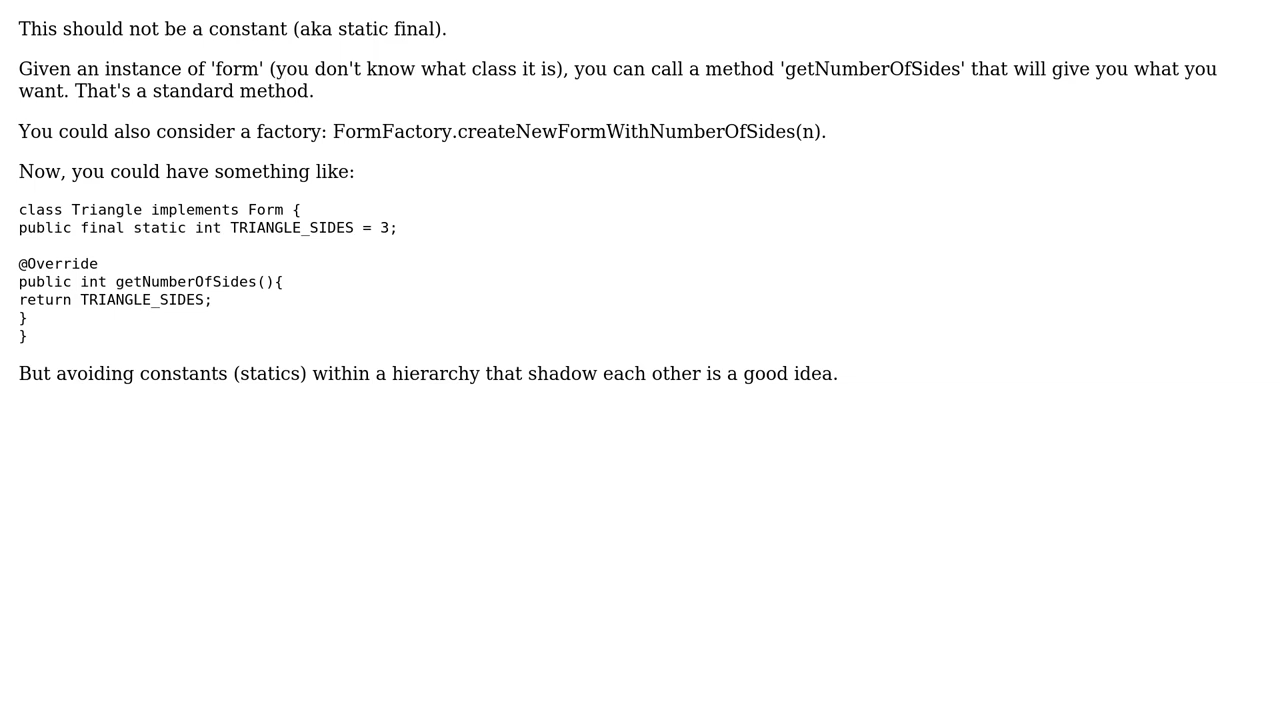 This should not be a constant (aka static final).
Given an instance of 'form' (you don't know what class it is), you can call a method 'getNumberOfSides' that will give you what you
want. That's a standard method.
You could also consider a factory: FormFactory.createNewFormWithNumberOfSides(n).
Now, you could have something like:
class Triangle implements Form {
public final static int TRIANGLE_SIDES = 3;
@Override
public int getNumberOfSides(){
return TRIANGLE_SIDES;
}
}
But avoiding constants (statics) within a hierarchy that shadow each other is a good idea.